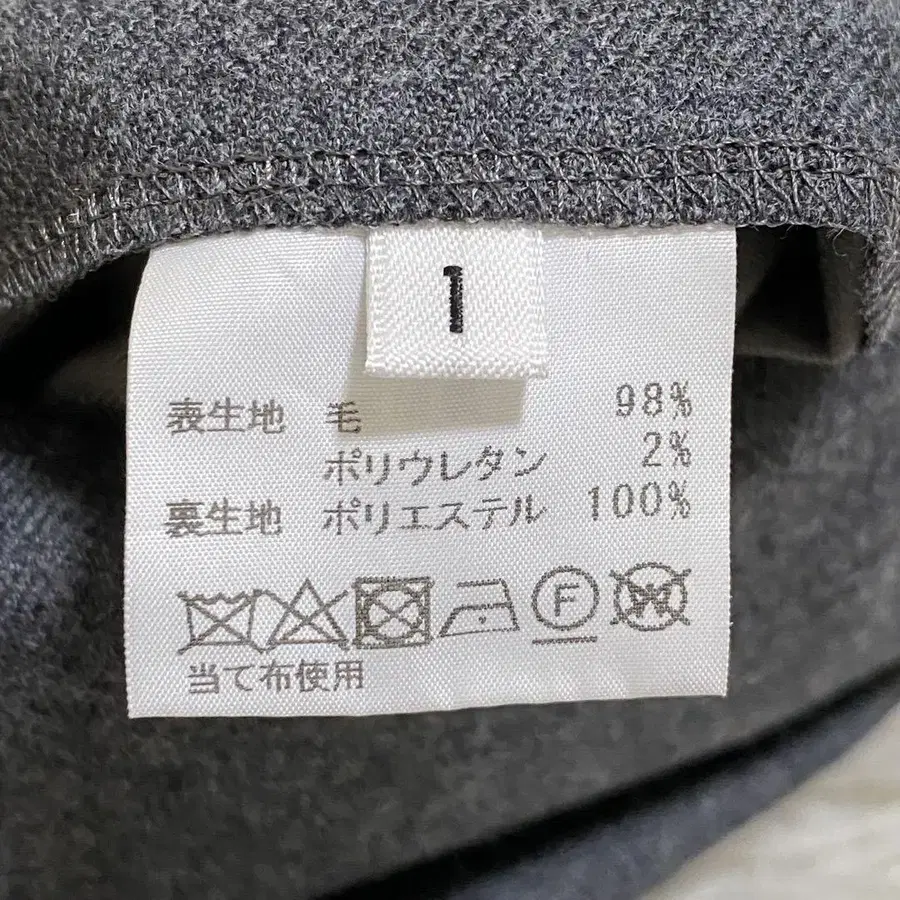 1
表生地 毛 98%
ポリウレタン 2%
裏生地 ポリエステル 100%
F W
当て布使用